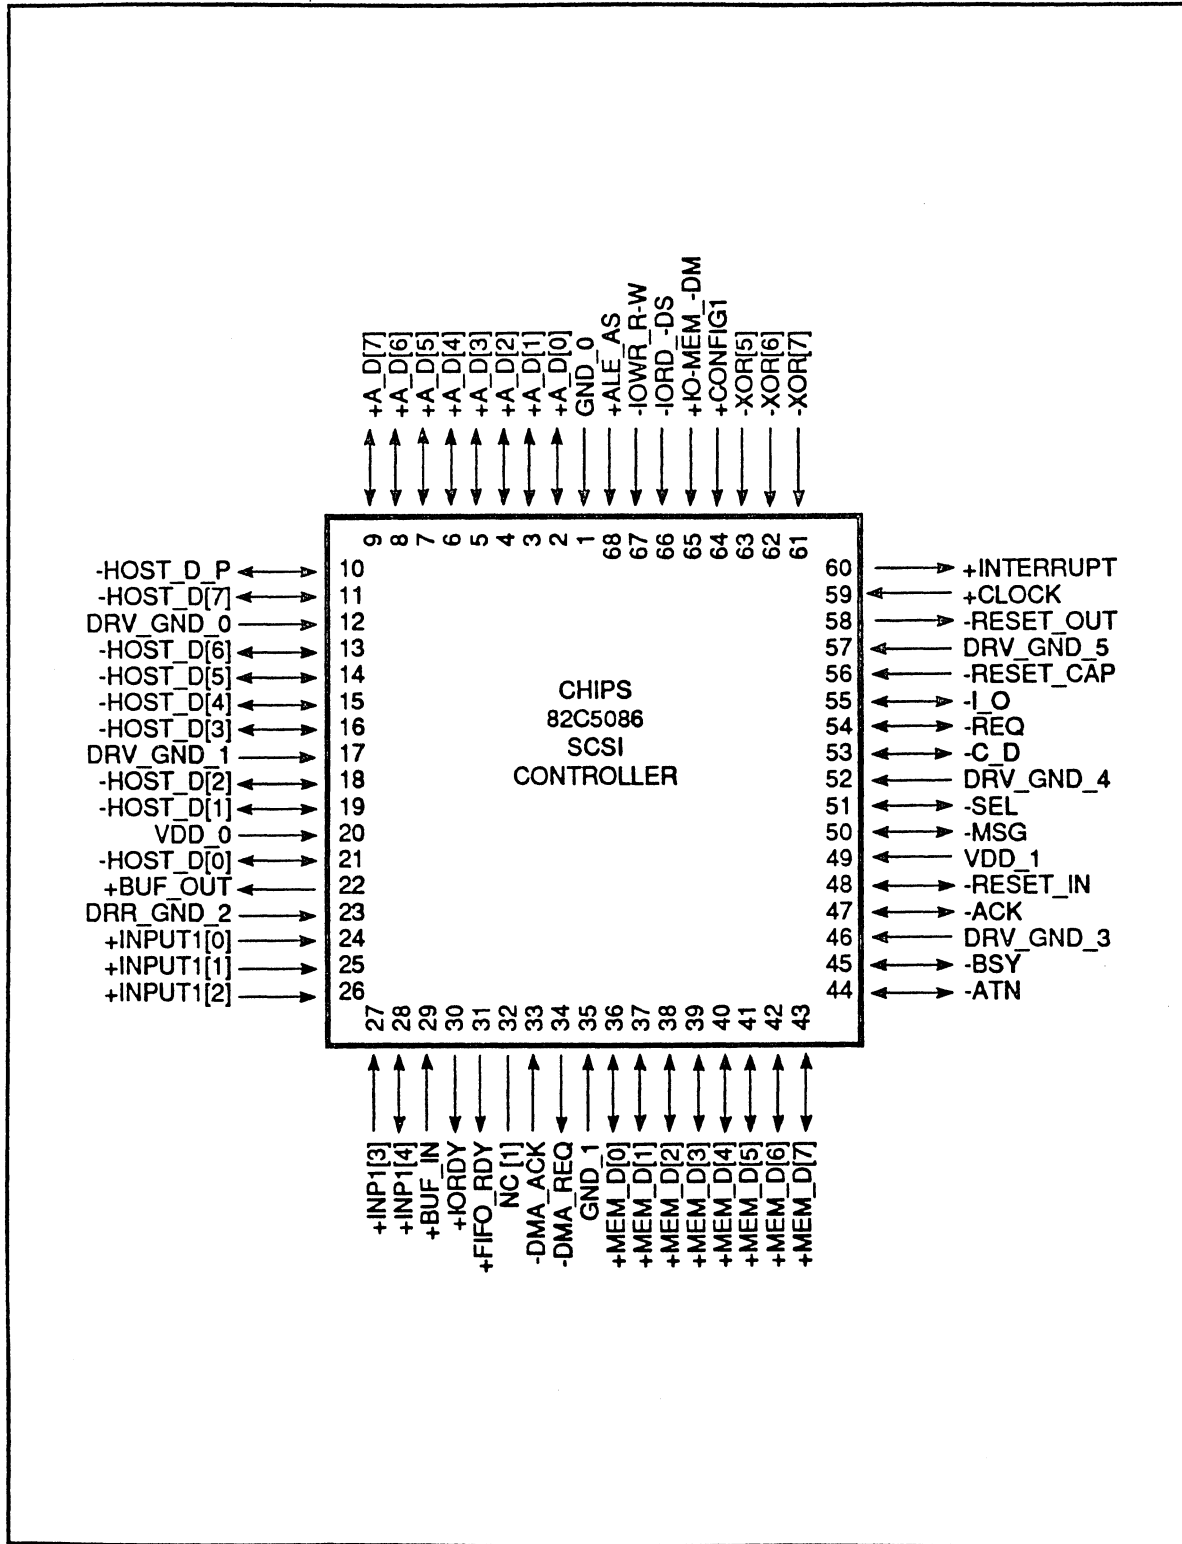 +A_D[7]
+A_D[6]
+A_D[5]
+A_D[4]
+A_D[3]
+A_D[2]
+A_D[1]
+A_D[0]
GND_0
+ALE_AS
-IOWR_R-W
-IORD_-DS
+IO-MEM_-DM
+CONFIG1
-XOR[5]
-XOR[6]
-XOR[7]
9 8 7 6 5 4 3 2 1 68 67 66 65 64 63 62 61
-HOST_D_P 10
-HOST_D[7] 11
DRV_GND_0 12
-HOST_D[6] 13
-HOST_D[5] 14
-HOST_D[4] 15
-HOST_D[3] 16
DRV_GND_1 17
-HOST_D[2] 18
-HOST_D[1] 19
VDD_0 20
-HOST_D[0] 21
+BUF_OUT 22
DRR_GND_2 23
+INPUT1[0] 24
+INPUT1[1] 25
+INPUT1[2] 26
CHIPS
82C5086
SCSI
CONTROLLER
60 +INTERRUPT
59 +CLOCK
58 -RESET_OUT
57 DRV_GND_5
56 -RESET_CAP
55 -I_O
54 -REQ
53 -C_D
52 DRV_GND_4
51 -SEL
50 -MSG
49 VDD_1
48 -RESET_IN
47 -ACK
46 DRV_GND_3
45 -BSY
44 -ATN
27 28 29 30 31 32 33 34 35 36 37 38 39 40 41 42 43
+INP1[3]
+INP1[4]
+BUF_IN
+IORDY
+FIFO_RDY
NC [1]
-DMA_ACK
-DMA_REQ
GND_1
+MEM_D[0]
+MEM_D[1]
+MEM_D[2]
+MEM_D[3]
+MEM_D[4]
+MEM_D[5]
+MEM_D[6]
+MEM_D[7]